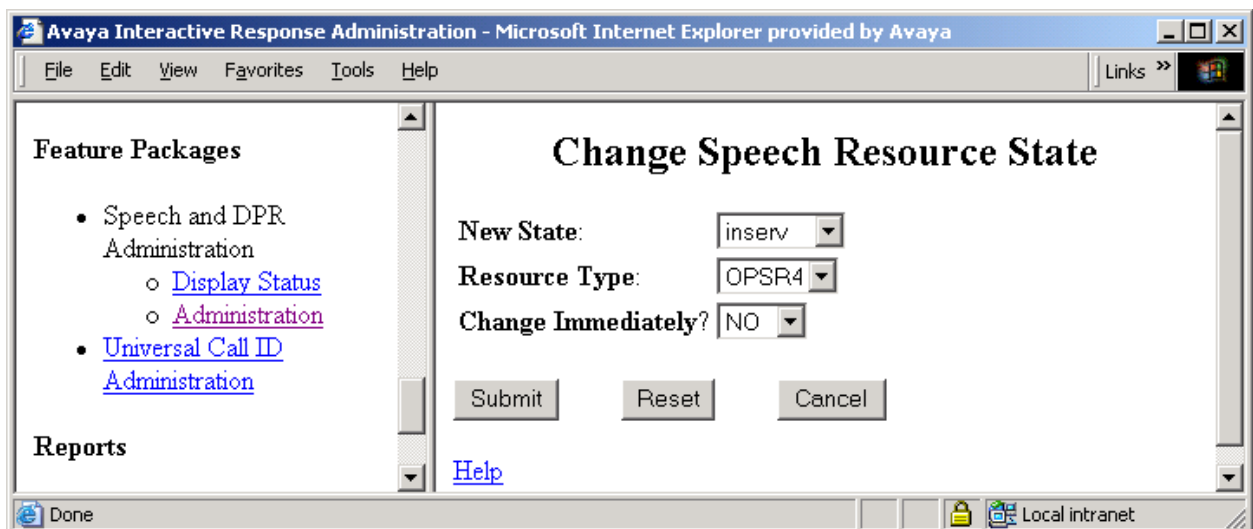 Avaya Interactive Response Administration - Microsoft Internet Explorer provided by Avaya
File Edit View Favorites Tools Help Links »
Feature Packages
• Speech and DPR
Administration
o Display Status
o Administration
• Universal Call ID
Administration
Reports
Change Speech Resource State
New State: inserv
Resource Type: OPSR4
Change Immediately? NO
Submit Reset Cancel
Help
Done Local intranet